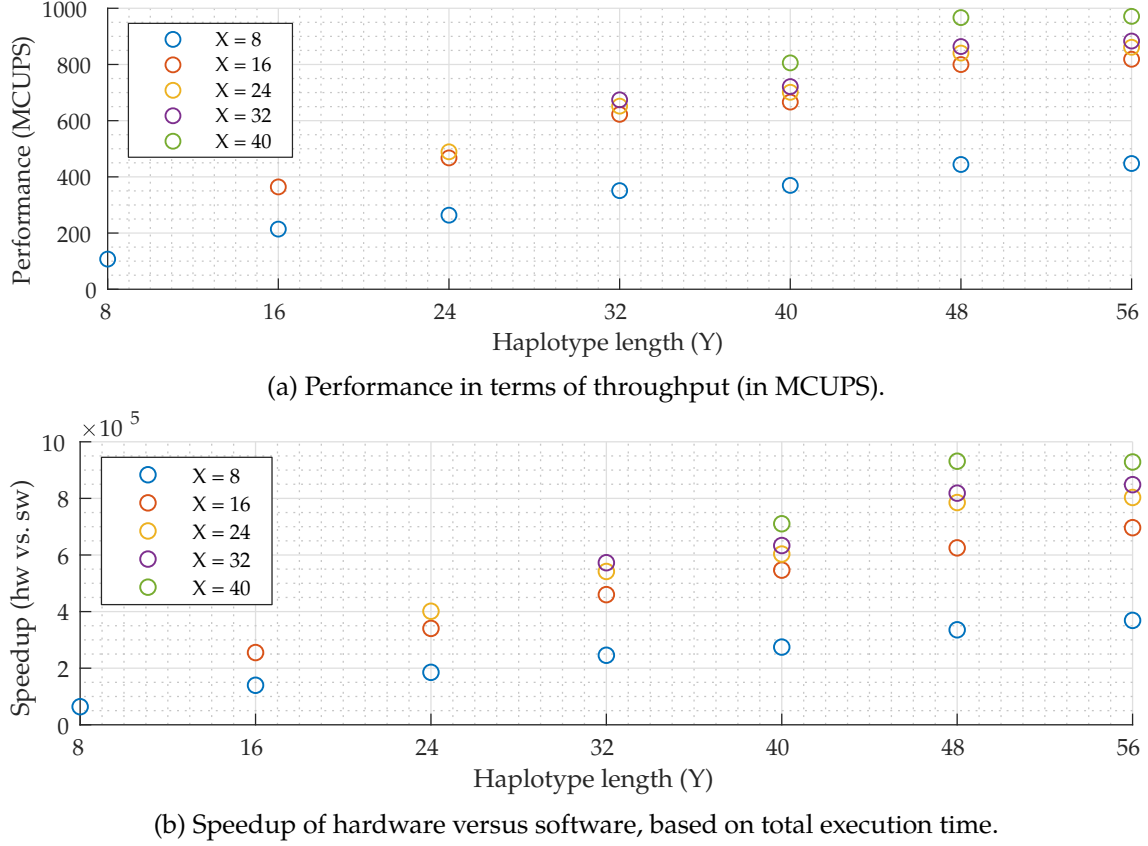 1000
800
600
400
200
0
Performance (MCUPS)
X = 8
X = 16
X = 24
X = 32
X = 40
8 16 24 32 40 48 56
Haplotype length (Y)
(a) Performance in terms of throughput (in MCUPS).
× 10 5
10
8
6
4
2
0
Speedup (hw vs. sw)
X = 8
X = 16
X = 24
X = 32
X = 40
8 16 24 32 40 48 56
Haplotype length (Y)
(b) Speedup of hardware versus software, based on total execution time.